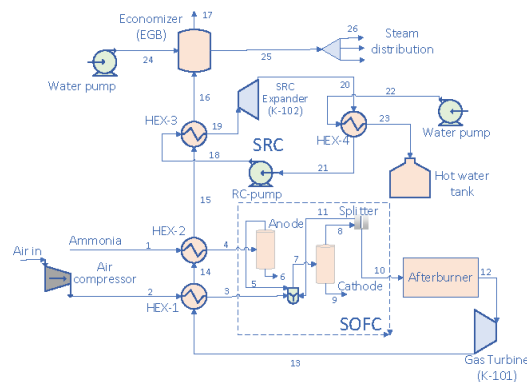 17
Economizer
(EGB)
26
Steam
distribution
24
25
Water pump
16
SRC
Expander
(K-102)
20
22
HEX-3
19
HEX-4
23
Water pump
18
SRC
21
RC-pump
Hot water
tank
15
Anode
11
Splitter
HEX-2
8
Ammonia
1
4
Air in
Air
compressor
14
7
10
Afterburner
12
6
5
2
3
9
Cathode
HEX-1
SOFC
13
Gas Turbine
(K-101)